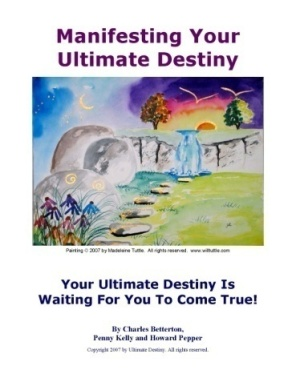 Manifesting Your
Ultimate Destiny
Painting © 2007 by Madeleine Tuttle. All rights reserved. www.willtuttle.com
Your Ultimate Destiny Is
Waiting For You To Come True!
By Charles Betterton,
Penny Kelly and Howard Pepper
Copyright 2007 by Ultimate Destiny. All rights reserved.